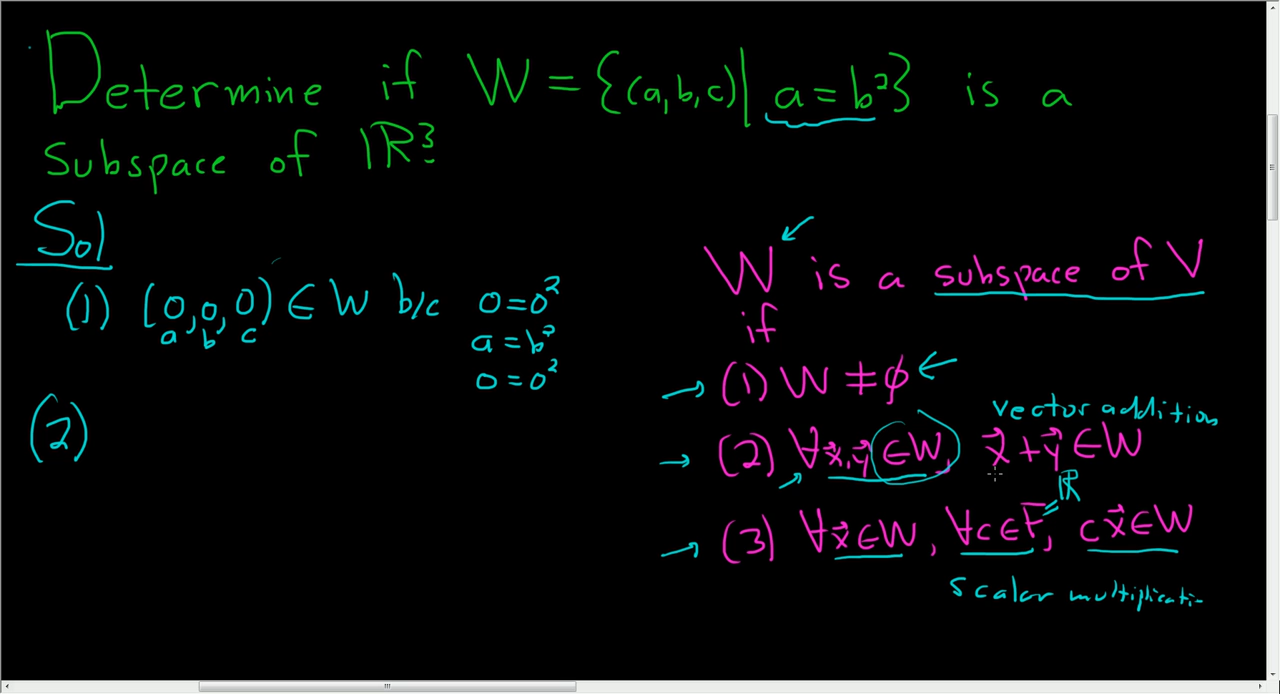 Determine if W = {(a,b,c)| a = b²} is a
subspace of ℝ³?
Sol
(1) (0,0,0) ∈ W b/c 0=0²
a b c
a = b²
0 = 0²
(2)
W is a subspace of V
if
(1) W ≠ ϕ
vector addition
(2) ∀x⃗,y⃗ ∈ W, x⃗ + y⃗ ∈ W
= ℝ
(3) ∀x⃗ ∈ W, ∀c ∈ F, cx⃗ ∈ W
Scalar multiplication